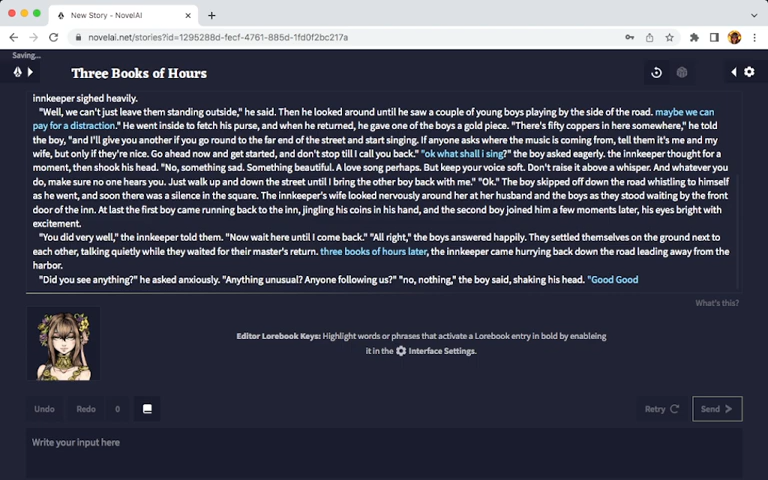 New Story - NovelAI
novelai.net/stories?id=1295288d-fecf-4761-885d-1fd0f2bc217a
Saving...
Three Books of Hours
innkeeper sighed heavily.
"Well, we can't just leave them standing outside," he said. Then he looked around until he saw a couple of young boys playing by the side of the road. maybe we can
pay for a distraction." He went inside to fetch his purse, and when he returned, he gave one of the boys a gold piece. "There's fifty coppers in here somewhere," he told
the boy, "and I'll give you another if you go round to the far end of the street and start singing. If anyone asks where the music is coming from, tell them it's me and my
wife, but only if they're nice. Go ahead now and get started, and don't stop till I call you back." "ok what shall i sing?" the boy asked eagerly. the innkeeper thought for a
moment, then shook his head. "No, something sad. Something beautiful. A love song perhaps. But keep your voice soft. Don't raise it above a whisper. And whatever you
do, make sure no one hears you. Just walk up and down the street until I bring the other boy back with me." "Ok." The boy skipped off down the road whistling to himself
as he went, and soon there was a silence in the square. The innkeeper's wife looked nervously around her at her husband and the boys as they stood waiting by the front
door of the inn. At last the first boy came running back to the inn, jingling his coins in his hand, and the second boy joined him a few moments later, his eyes bright with
excitement.
"You did very well," the innkeeper told them. "Now wait here until I come back." "All right," the boys answered happily. They settled themselves on the ground next to
each other, talking quietly while they waited for their master's return. three books of hours later, the innkeeper came hurrying back down the road leading away from the
harbor.
"Did you see anything?" he asked anxiously. "Anything unusual? Anyone following us?" "no, nothing," the boy said, shaking his head. "Good Good
What's this?
Editor Lorebook Keys: Highlight words or phrases that activate a Lorebook entry in bold by enableing
it in the Interface Settings.
Undo Redo 0 Retry Send
Write your input here